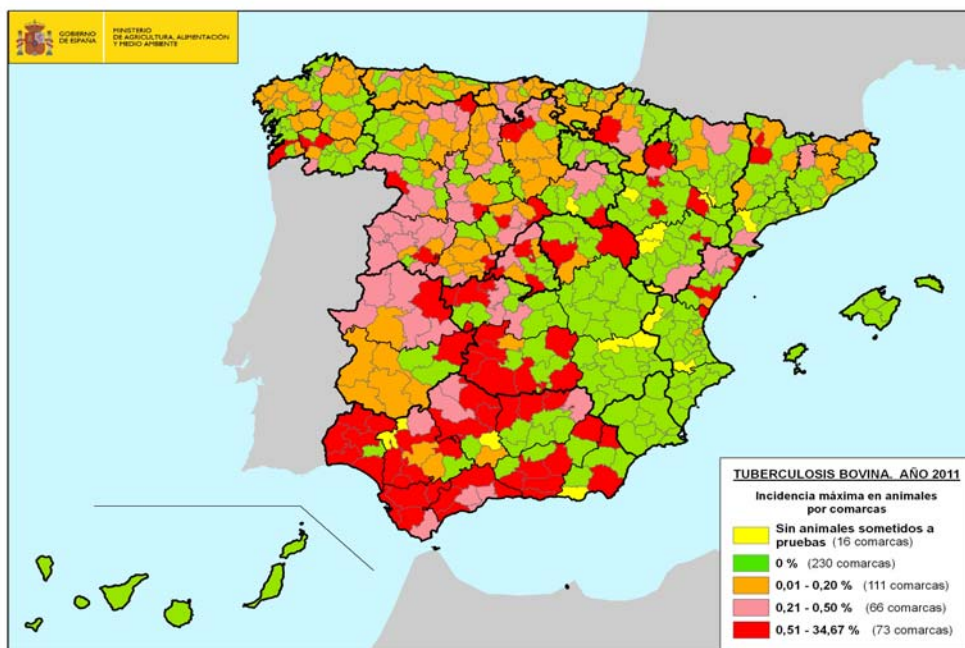 GOBIERNO
DE ESPAÑA
MINISTERIO
DE AGRICULTURA, ALIMENTACIÓN
Y MEDIO AMBIENTE
TUBERCULOSIS BOVINA. AÑO 2011
Incidencia máxima en animales
por comarcas
Sin animales sometidos a
pruebas (16 comarcas)
0 % (230 comarcas)
0,01 - 0,20 % (111 comarcas)
0,21 - 0,50 % (66 comarcas)
0,51 - 34,67 % (73 comarcas)